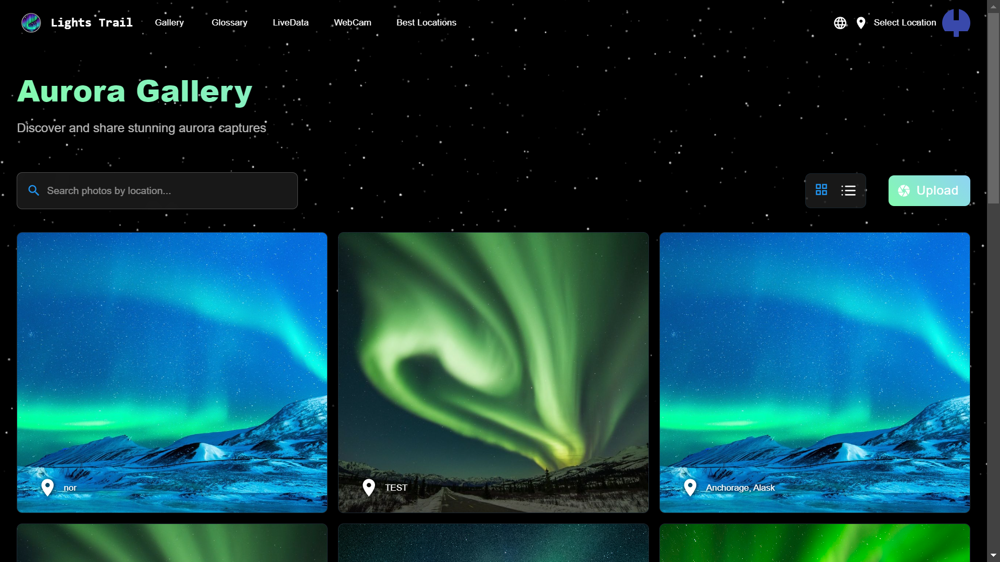 Lights Trail
Gallery
Glossary
LiveData
WebCam
Best Locations
Select Location
Aurora Gallery
Discover and share stunning aurora captures
Search photos by location...
Upload
nor
TEST
Anchorage, Alask